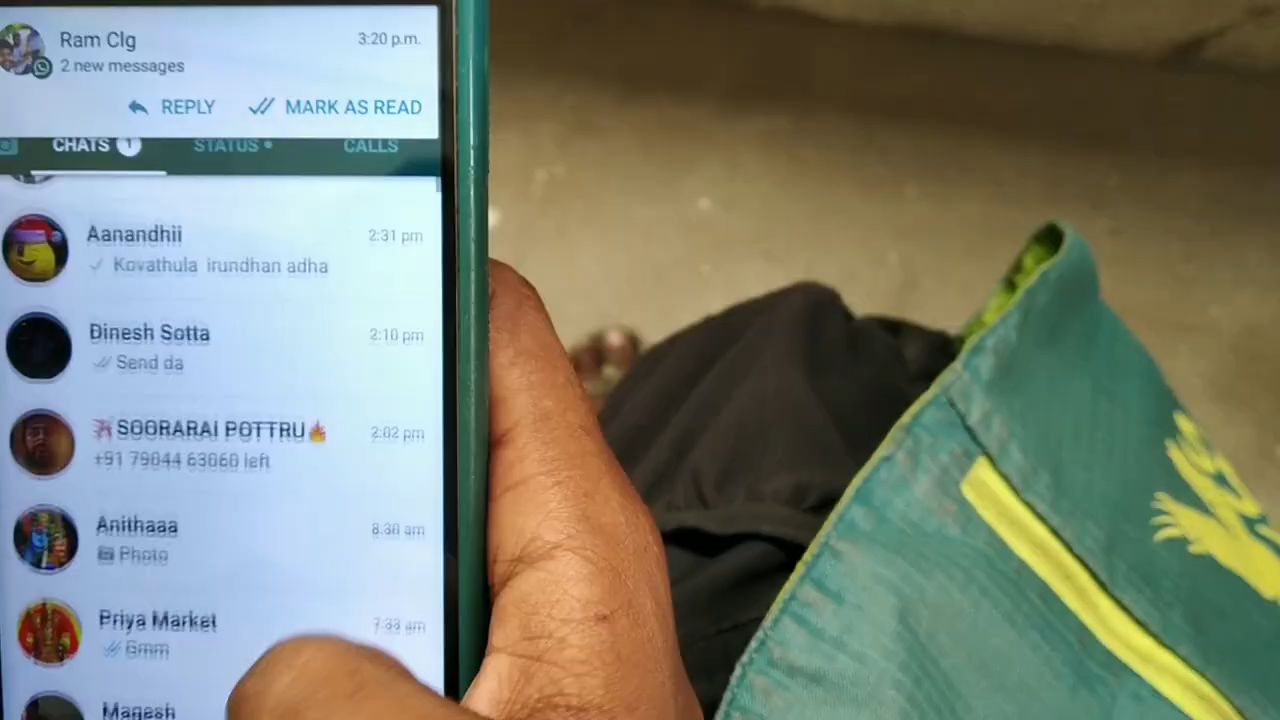 Ram Clg 3:20 p.m.
2 new messages
REPLY MARK AS READ
CHATS 1 STATUS CALLS
Aanandhii 2:31 pm
Kovathula irundhan adha
Dinesh Sotta 2:10 pm
Send da
SOORARAI POTTRU🔥 2:02 pm
+91 79044 63060 left
Anithaaa 8:30 am
Photo
Priya Market 7:33 am
Gmm
Magesh